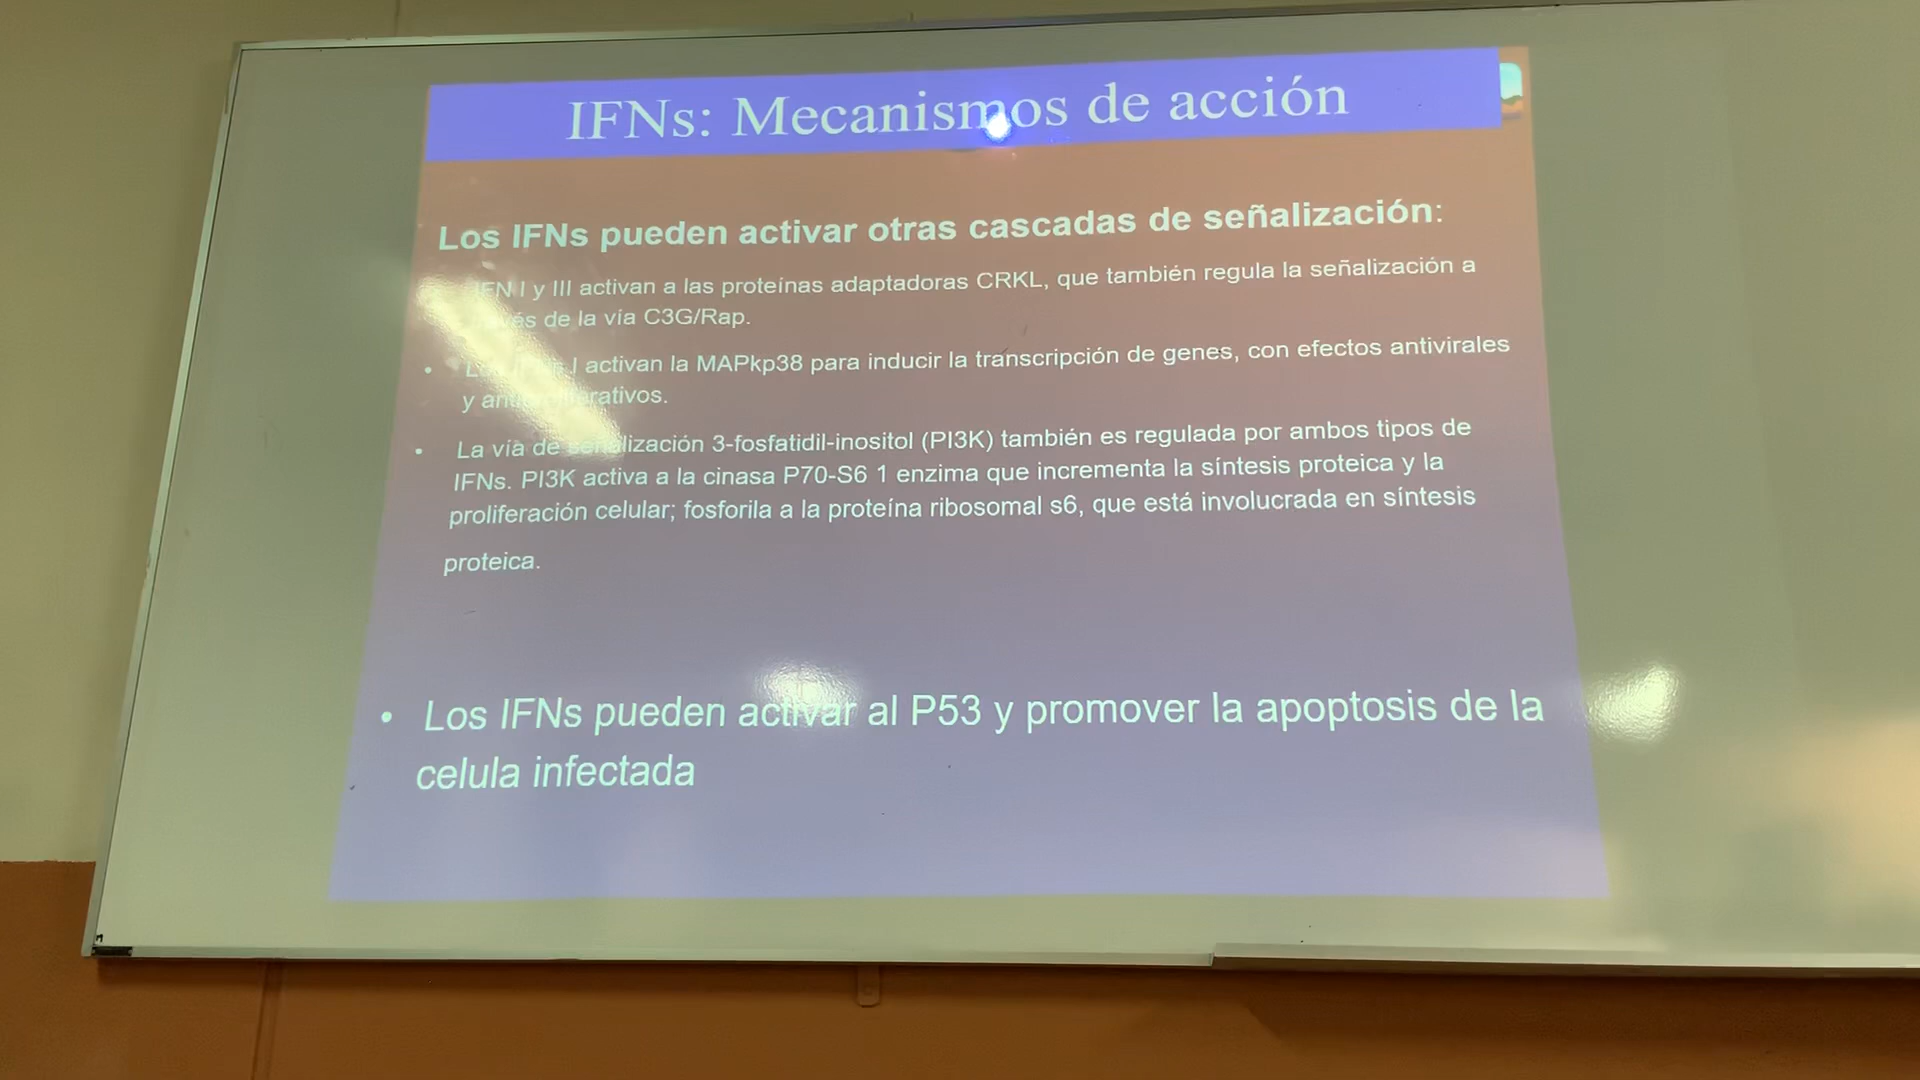 IFNs: Mecanismos de acción
Los IFNs pueden activar otras cascadas de señalización:
IFN I y III activan a las proteínas adaptadoras CRKL, que también regula la señalización a
de la vía C3G/Rap.
• I activan la MAPkp38 para inducir la transcripción de genes, con efectos antivirales
y
• La vía de señalización 3-fosfatidil-inositol (PI3K) también es regulada por ambos tipos de
IFNs. PI3K activa a la cinasa P70-S6 1 enzima que incrementa la síntesis proteica y la
proliferación celular; fosforila a la proteína ribosomal s6, que está involucrada en síntesis
proteica.
• Los IFNs pueden activar al P53 y promover la apoptosis de la
celula infectada